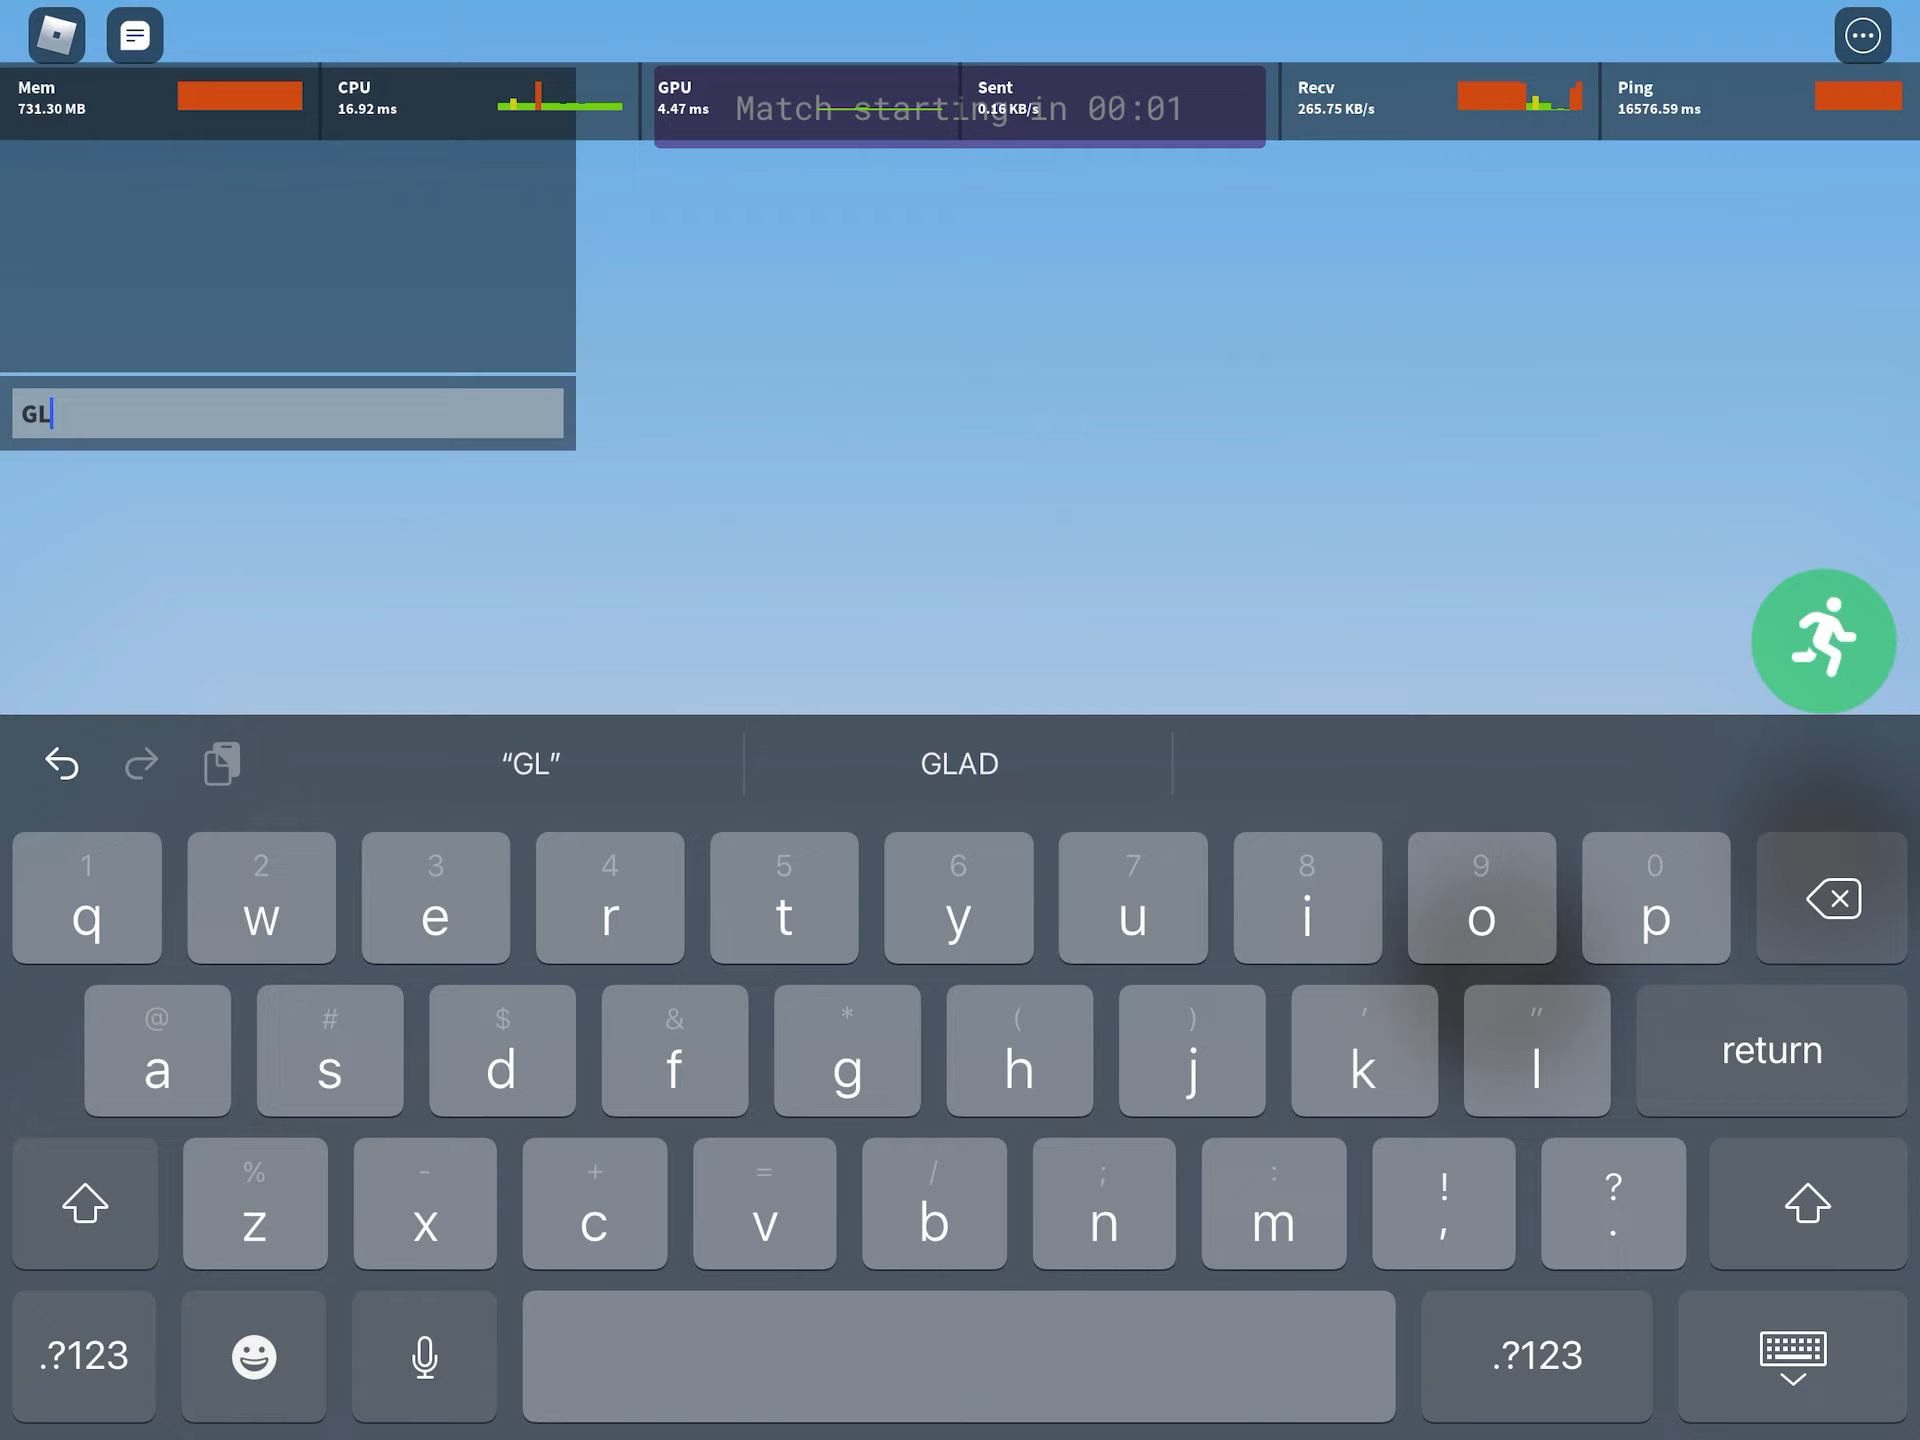 Mem
731.30 MB
CPU
16.92 ms
GPU
4.47 ms
Sent
0.16 KB/s
Recv
265.75 KB/s
Ping
16576.59 ms
Match starting in 00:01
GL
“GL”
GLAD
1 2 3 4 5 6 7 8 9 0
q w e r t y u i o p
@ # $ & * ( ) ' "
a s d f g h j k l return
% - + = / ; : ! ?
z x c v b n m , .
.?123 .?123